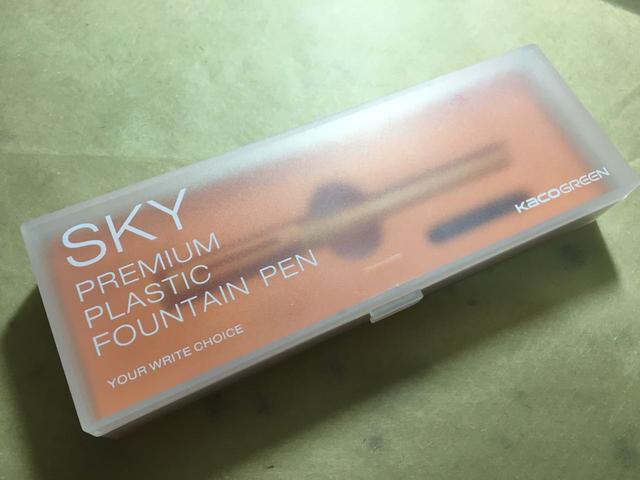 SKY
PREMIUM
PLASTIC
FOUNTAIN PEN
YOUR WRITE CHOICE
KACOGREEN